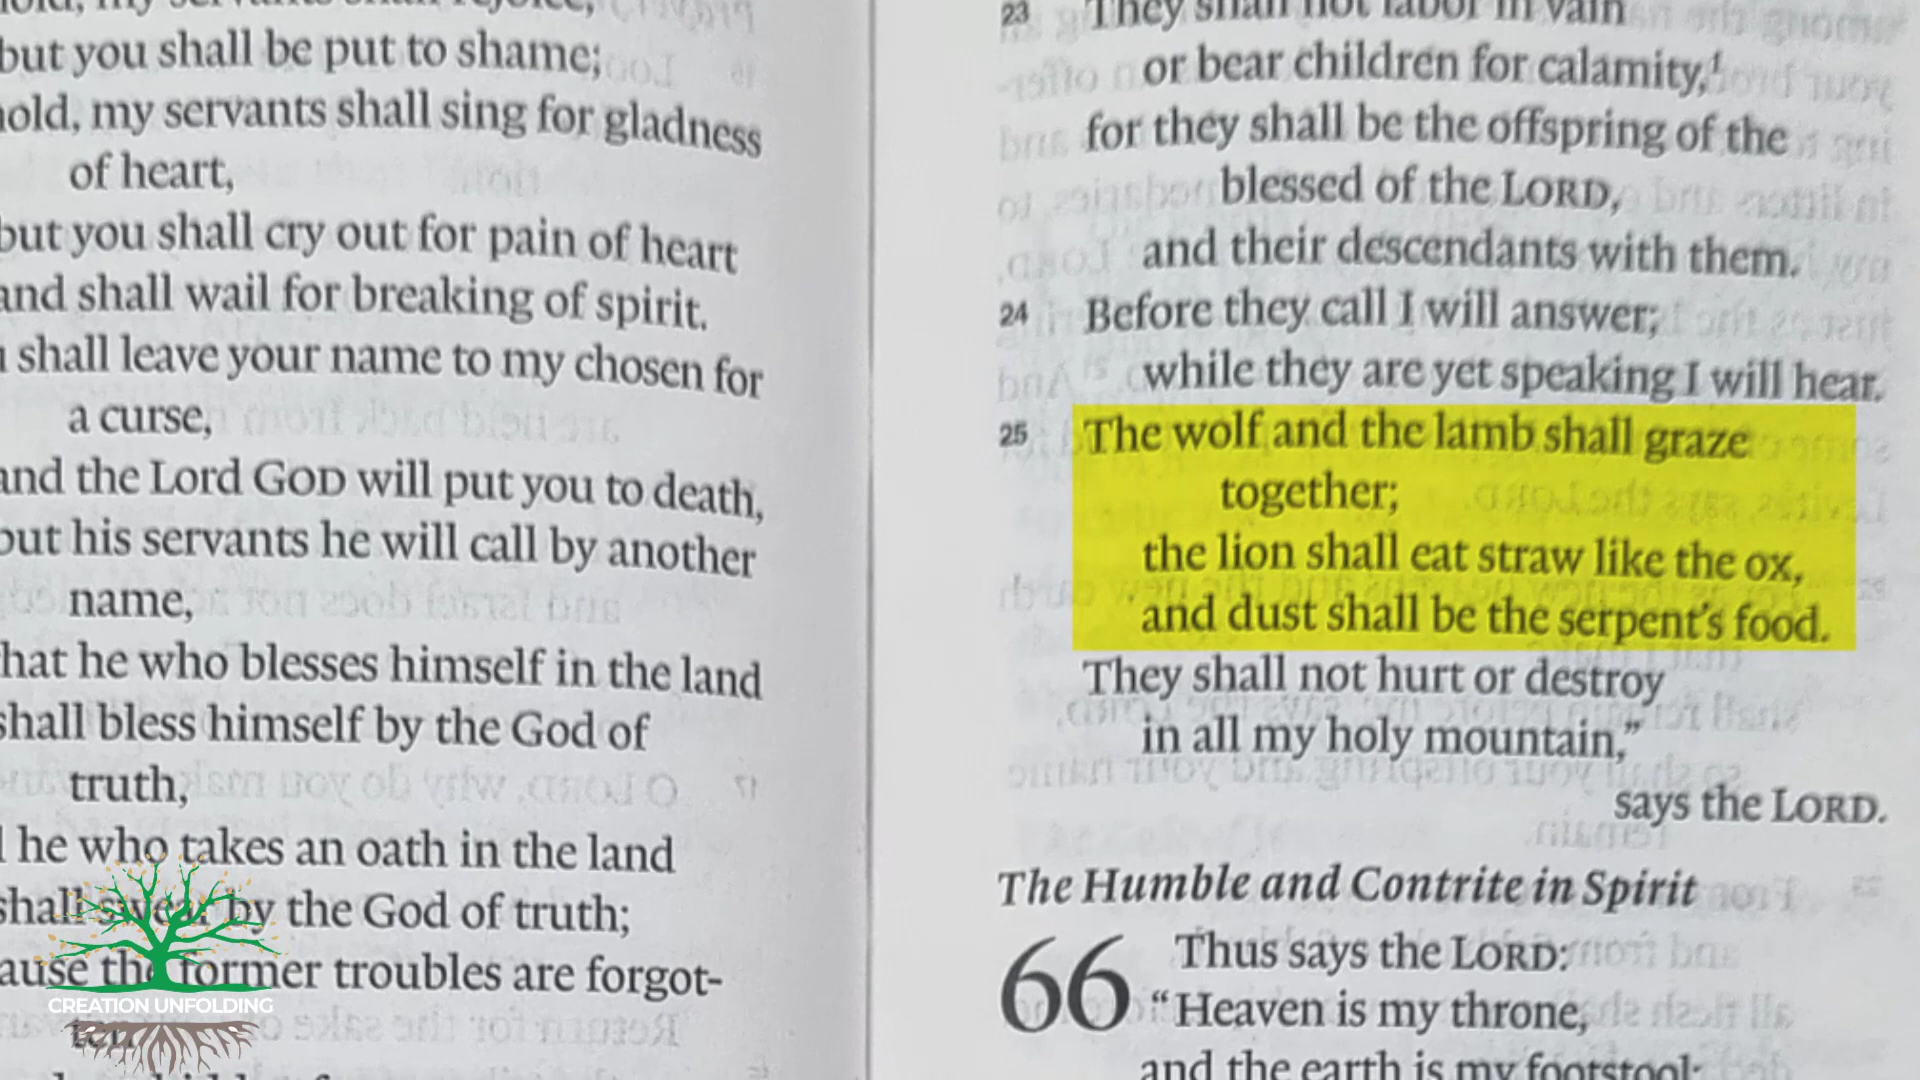 but you shall be put to shame;
my servants shall sing for gladness
of heart,
but you shall cry out for pain of heart
and shall wail for breaking of spirit.
shall leave your name to my chosen for
a curse,
and the Lord GOD will put you to death,
but his servants he will call by another
name,
that he who blesses himself in the land
shall bless himself by the God of
truth,
he who takes an oath in the land
shall swear by the God of truth;
the former troubles are forgot-
ten
CREATION UNFOLDING
23 They shall not labor in vain
or bear children for calamity,
for they shall be the offspring of the
blessed of the LORD,
and their descendants with them.
24 Before they call I will answer;
while they are yet speaking I will hear.
25 The wolf and the lamb shall graze
together;
the lion shall eat straw like the ox,
and dust shall be the serpent's food.
They shall not hurt or destroy
in all my holy mountain,”
says the LORD.
The Humble and Contrite in Spirit
66 Thus says the LORD:
“Heaven is my throne,
and the earth is my footstool;